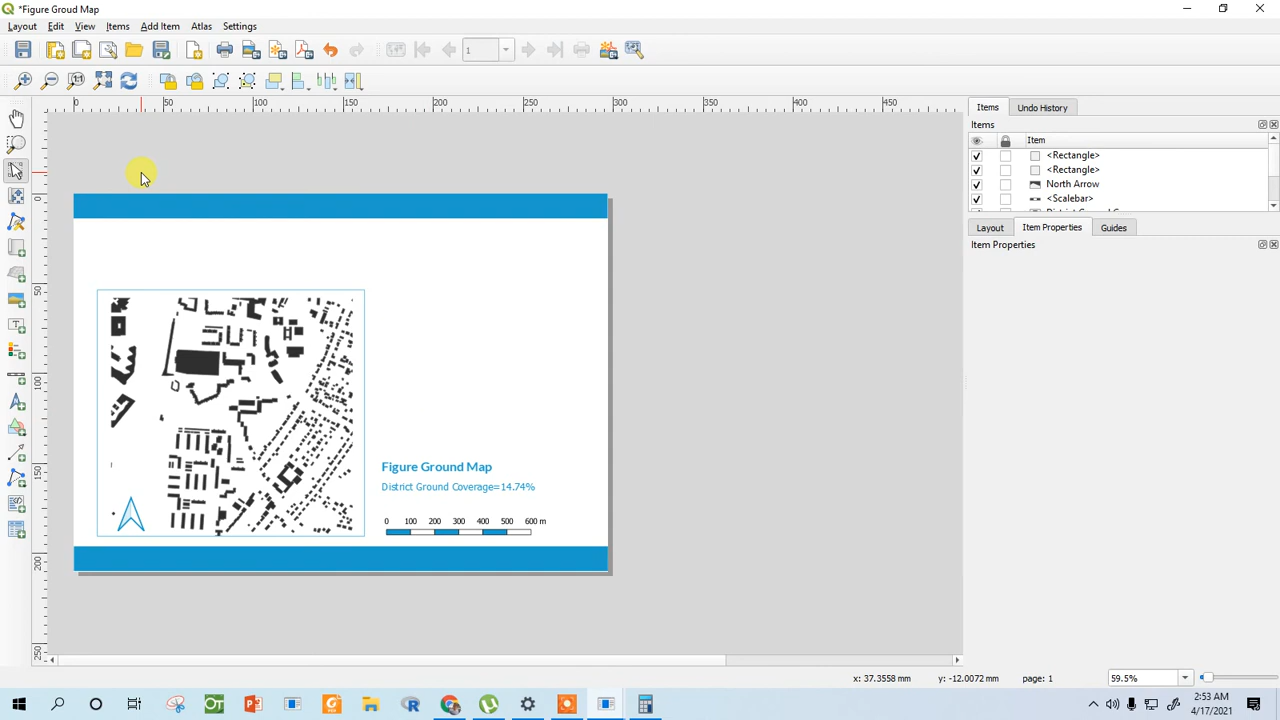 *Figure Groud Map
Layout Edit View Items Add Item Atlas Settings
1
0 50 100 150 200 250 300 350 400 450
Items Undo History
Items
Item
<Rectangle>
<Rectangle>
North Arrow
<Scalebar>
Layout Item Properties Guides
Item Properties
0
50
100
150
200
250
Figure Ground Map
District Ground Coverage=14.74%
0 100 200 300 400 500 600 m
x: 37.3558 mm y: -12.0072 mm page: 1 59.5%
2:53 AM
4/17/2021